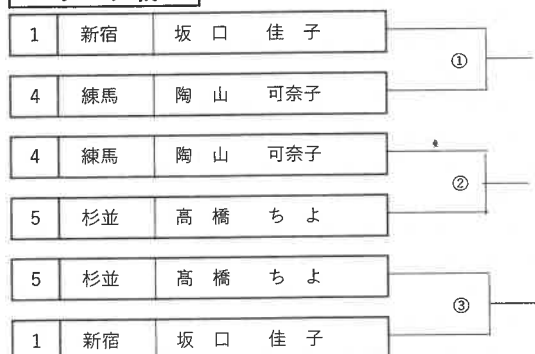 1 新宿 坂口 佳子
①
4 練馬 陶山 可奈子
4 練馬 陶山 可奈子
②
5 杉並 髙橋 ちよ
5 杉並 髙橋 ちよ
③
1 新宿 坂口 佳子